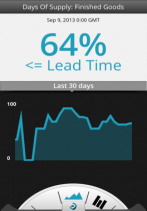 Days Of Supply: Finished Goods
Sep 9, 2013 0:00 GMT
64%
<= Lead Time
Last 30 days
100
0